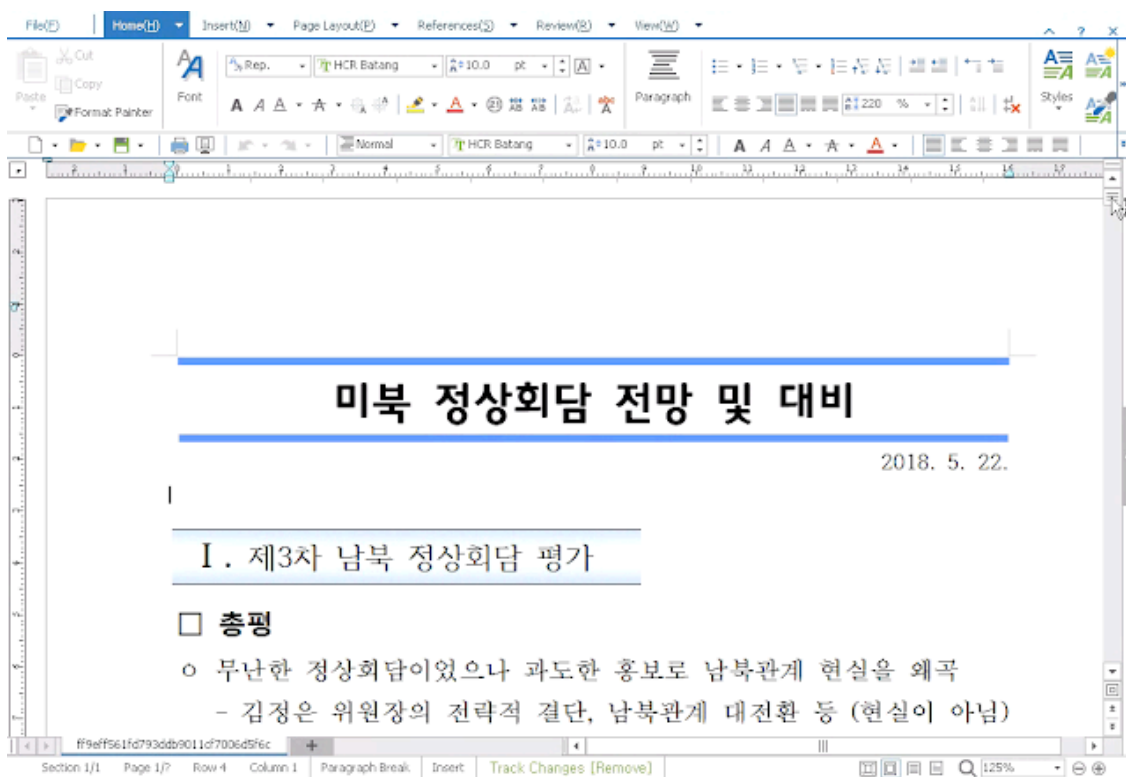 File(F) Home(H) Insert(N) Page Layout(P) References(S) Review(R) View(W)
Cut
Copy
Paste
Format Painter
Font
Rep. HCR Batang 10.0 pt
Paragraph
220 %
Styles
Normal HCR Batang 10.0 pt
미북 정상회담 전망 및 대비
2018. 5. 22.
Ⅰ. 제3차 남북 정상회담 평가
□ 총평
ㅇ 무난한 정상회담이었으나 과도한 홍보로 남북관계 현실을 왜곡
- 김정은 위원장의 전략적 결단, 남북관계 대전환 등 (현실이 아님)
ff9eff561fd793ddb9011cf7006d5f6c
Section 1/1 Page 1/? Row 4 Column 1 Paragraph Break Insert Track Changes [Remove] 125%